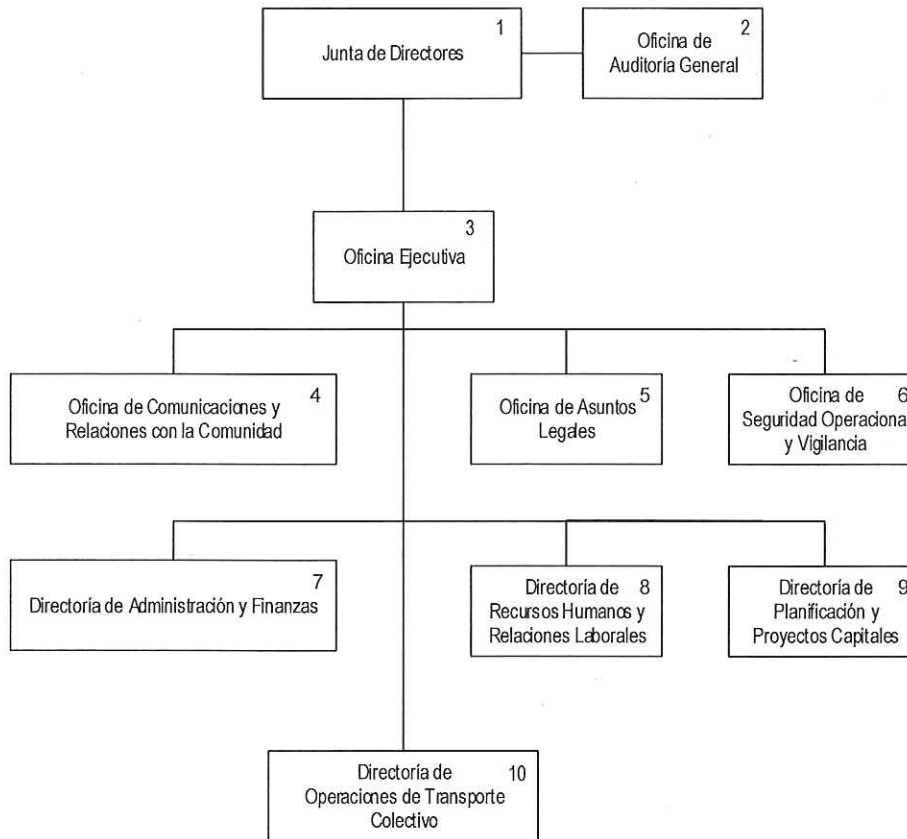 1
Junta de Directores
2
Oficina de
Auditoría General
3
Oficina Ejecutiva
4
Oficina de Comunicaciones y
Relaciones con la Comunidad
5
Oficina de Asuntos
Legales
6
Oficina de
Seguridad Operaciona
y Vigilancia
7
Directoría de Administración y Finanzas
8
Directoría de
Recursos Humanos y
Relaciones Laborales
9
Directoría de
Planificación y
Proyectos Capitales
10
Directoría de
Operaciones de Transporte
Colectivo